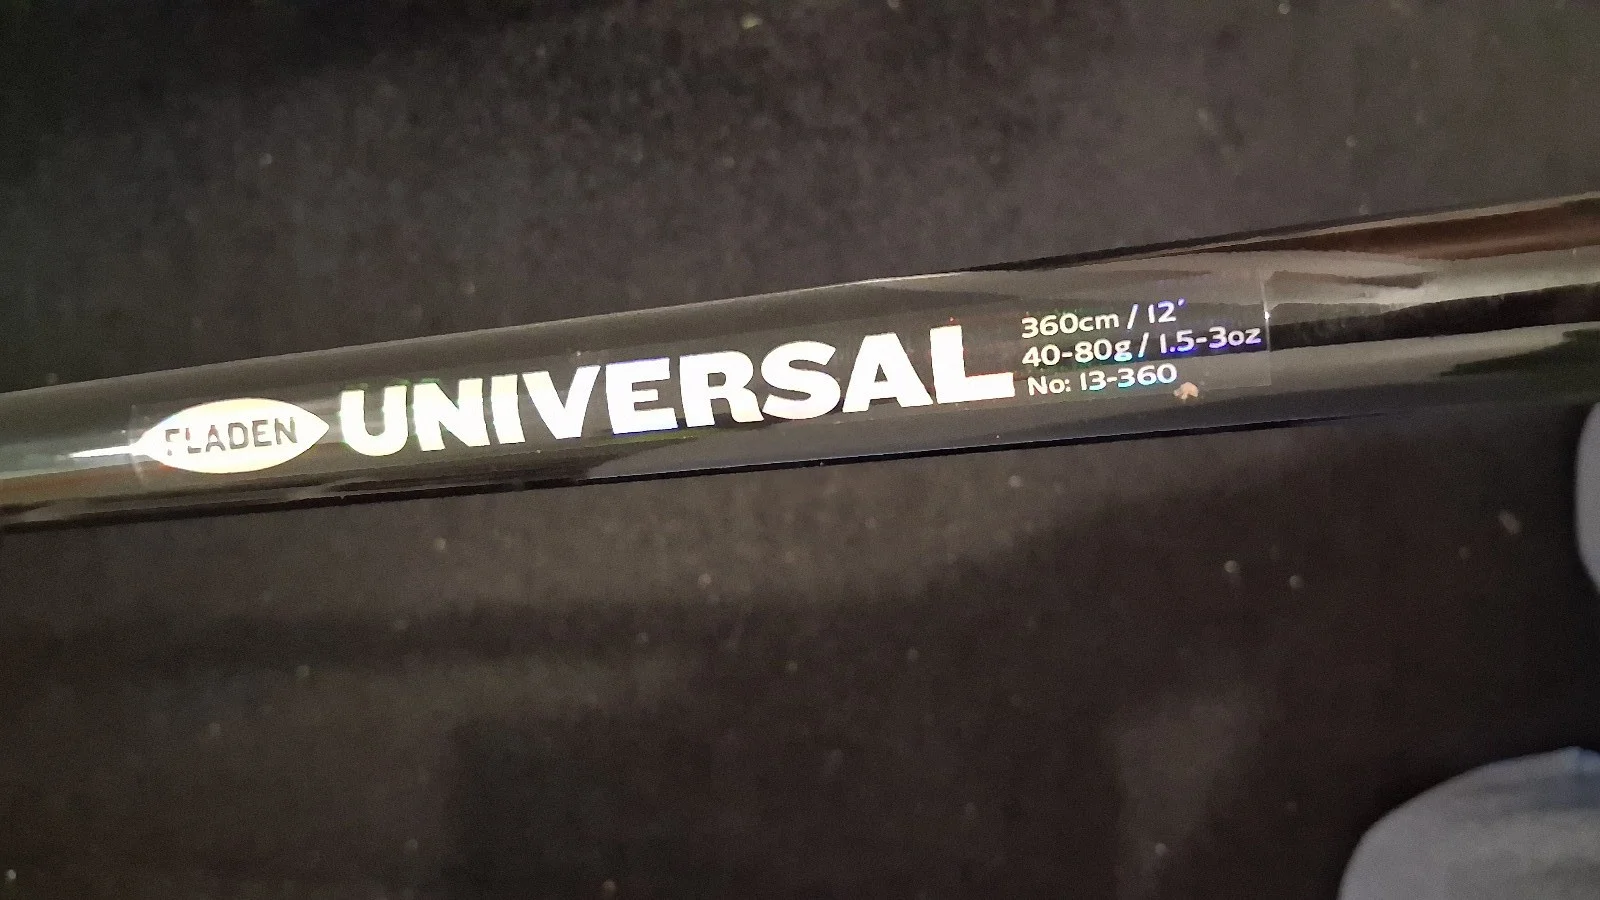 FLADEN
UNIVERSAL
360cm / 12'
40-80g / 1.5-3oz
No: 13-360